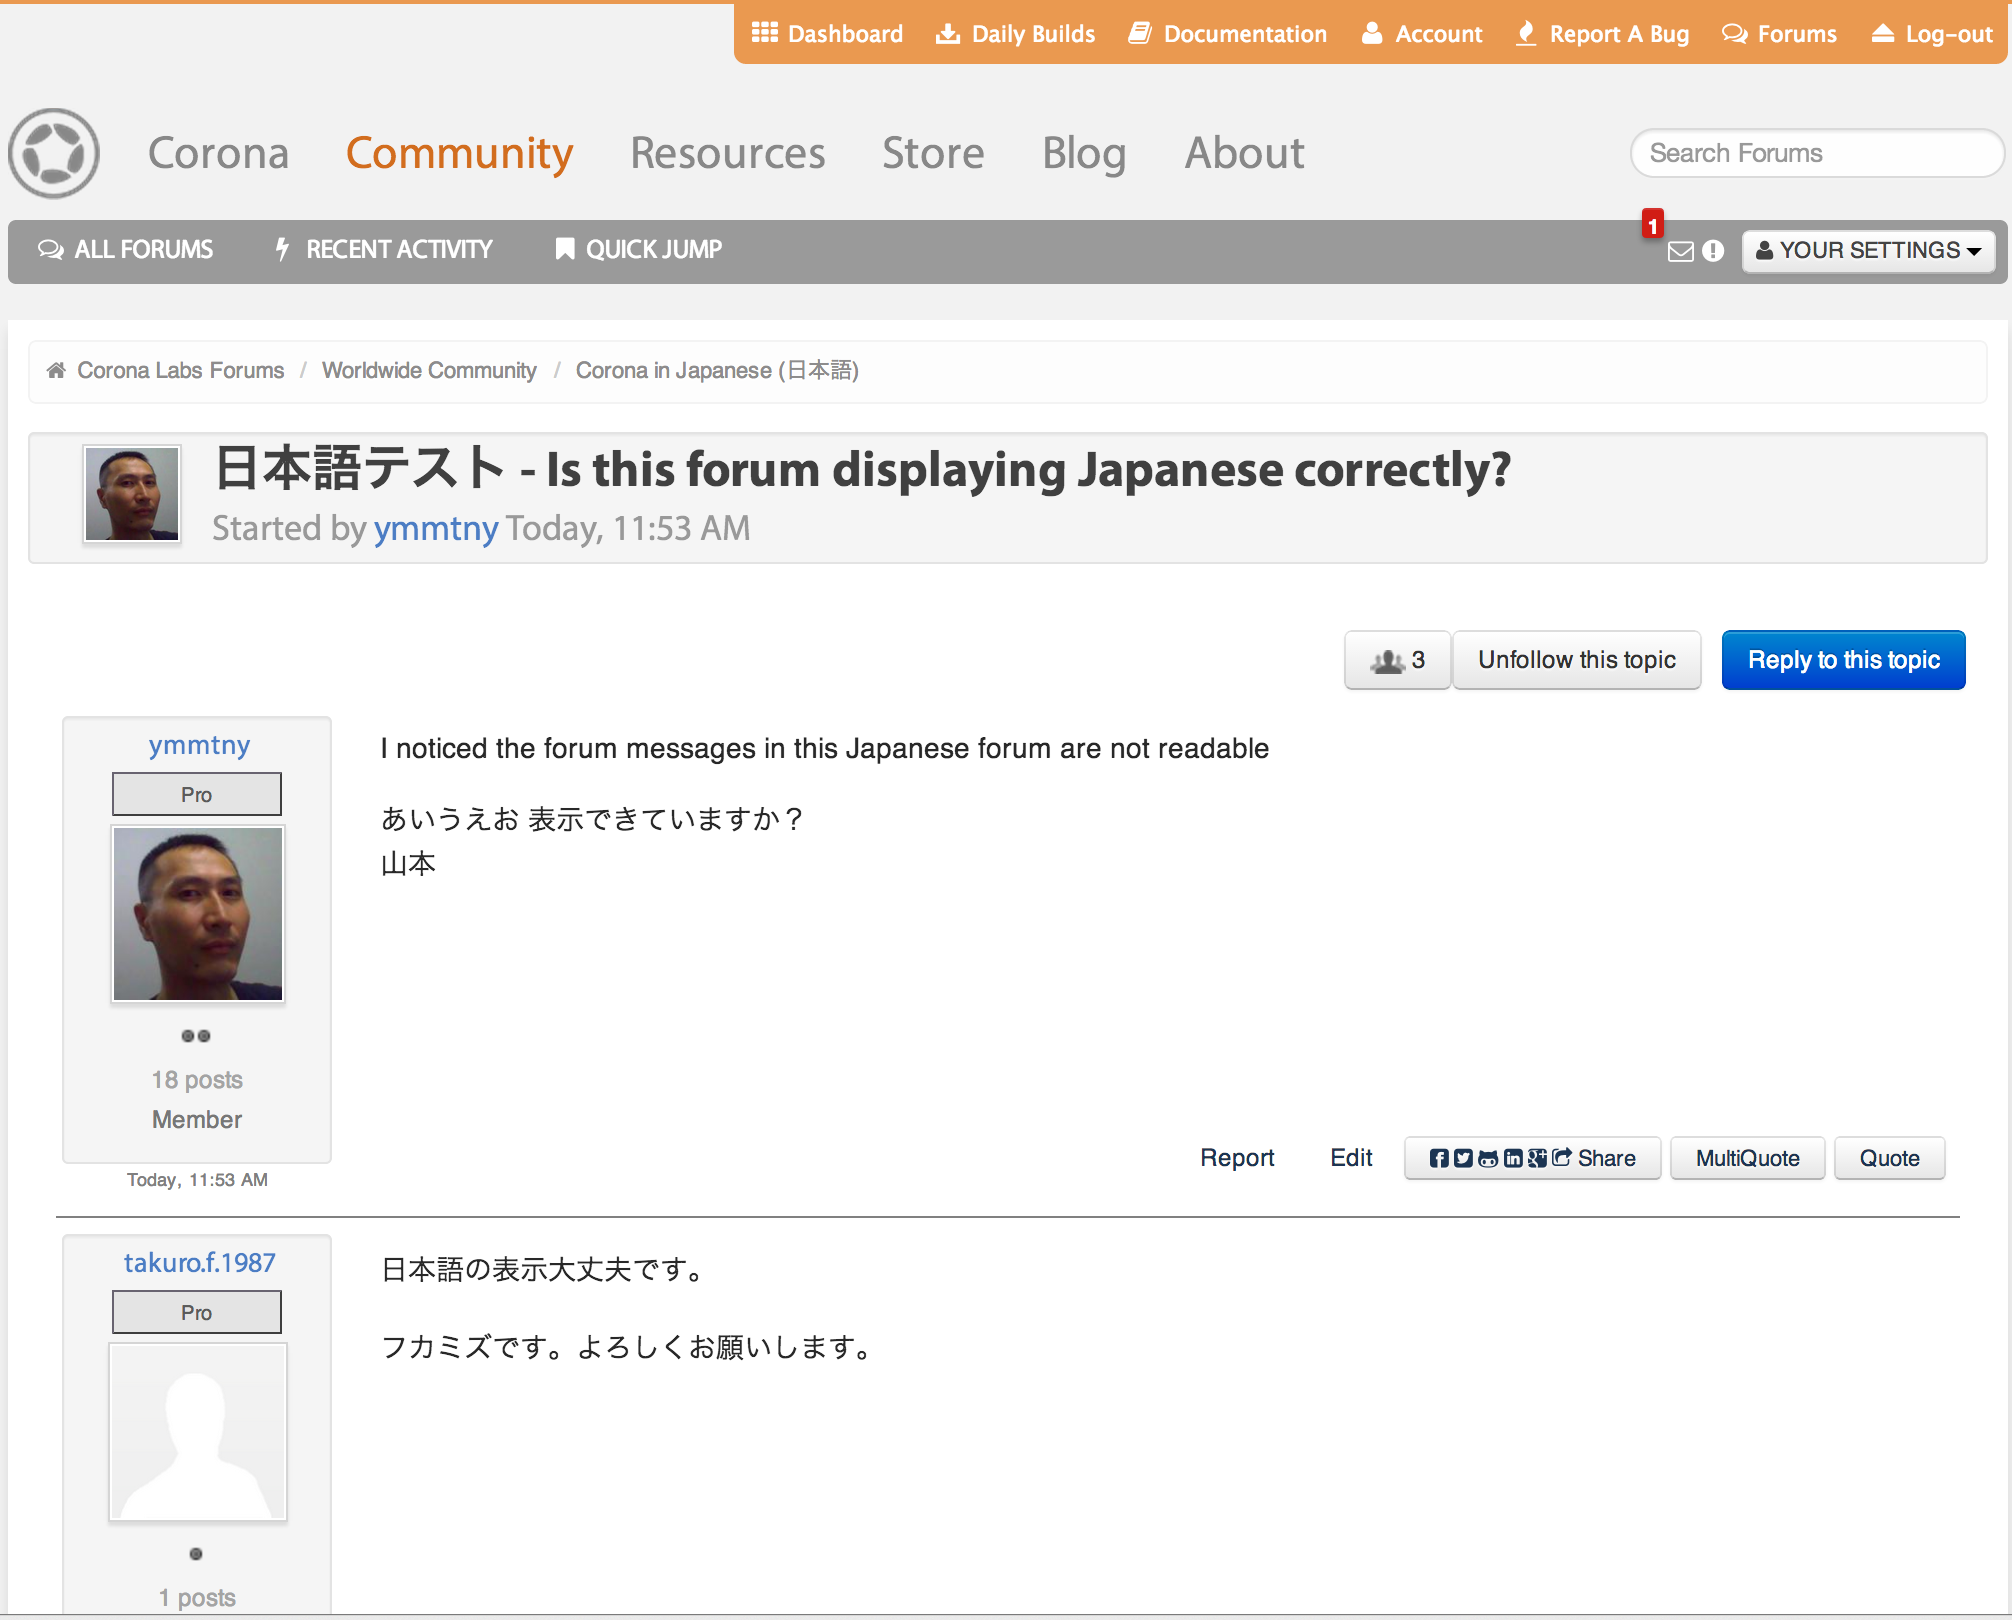 Dashboard Daily Builds Documentation Account Report A Bug Forums Log-out
Corona Community Resources Store Blog About
Search Forums
ALL FORUMS RECENT ACTIVITY QUICK JUMP
1
YOUR SETTINGS
Corona Labs Forums / Worldwide Community / Corona in Japanese (日本語)
日本語テスト - Is this forum displaying Japanese correctly?
Started by ymmtny Today, 11:53 AM
3 Unfollow this topic Reply to this topic
ymmtny
Pro
18 posts
Member
Today, 11:53 AM
I noticed the forum messages in this Japanese forum are not readable
あいうえお 表示できていますか？
山本
Report Edit Share MultiQuote Quote
takuro.f.1987
Pro
1 posts
日本語の表示大丈夫です。
フカミズです。よろしくお願いします。